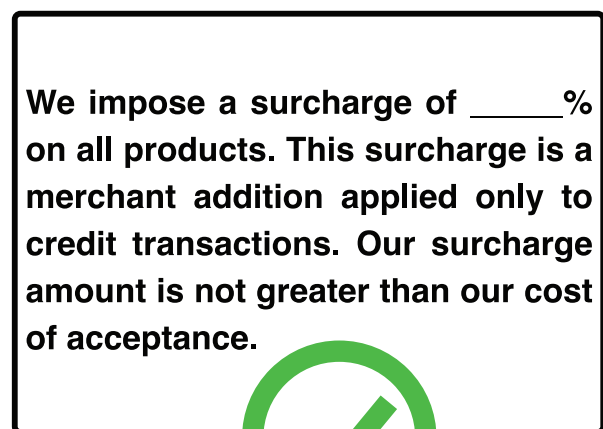 We impose a surcharge of _____%
on all products. This surcharge is a
merchant addition applied only to
credit transactions. Our surcharge
amount is not greater than our cost
of acceptance.